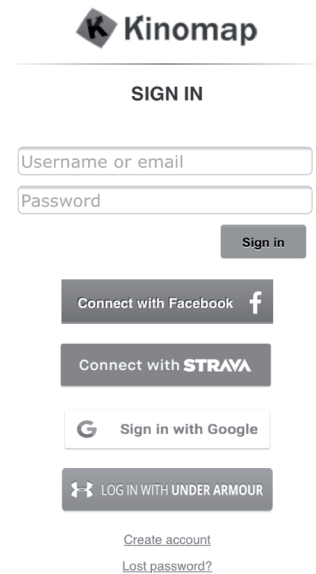 Kinomap
SIGN IN
Username or email
Password
Sign in
Connect with Facebook
Connect with STRAVA
Sign in with Google
LOG IN WITH UNDER ARMOUR
Create account
Lost password?